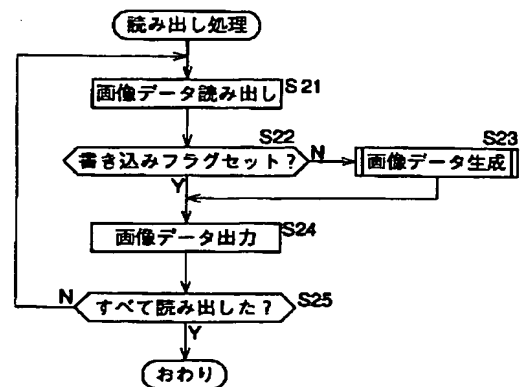 読み出し処理
画像データ読み出し S21
書き込みフラグセット? S22
N
画像データ生成 S23
Y
画像データ出力 S24
すべて読み出した? S25
N
Y
おわり